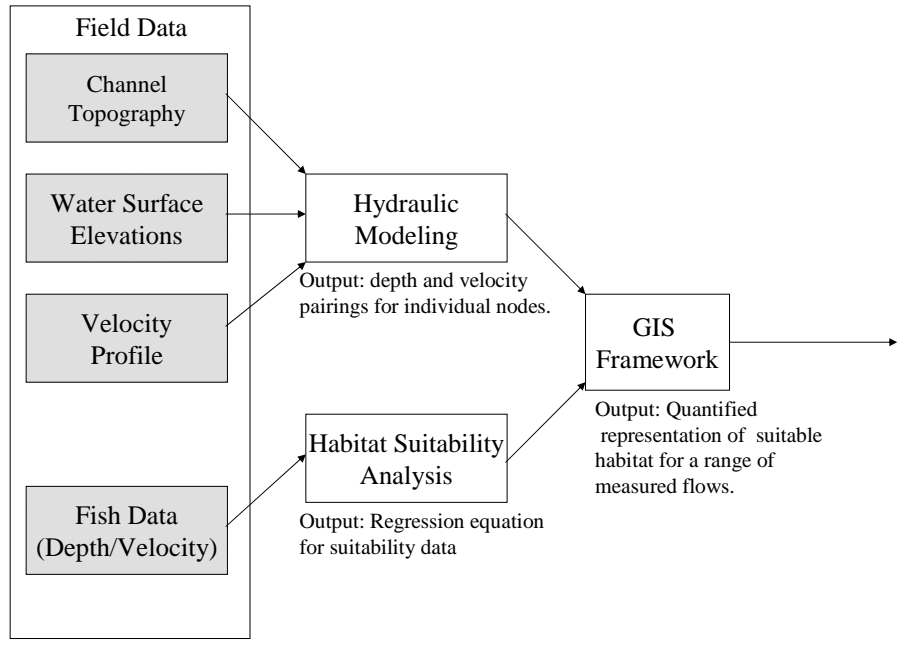 Field Data
Channel
Topography
Water Surface
Elevations
Velocity
Profile
Fish Data
(Depth/Velocity)
Hydraulic
Modeling
Output: depth and velocity
pairings for individual nodes.
Habitat Suitability
Analysis
Output: Regression equation
for suitability data
GIS
Framework
Output: Quantified
representation of suitable
habitat for a range of
measured flows.